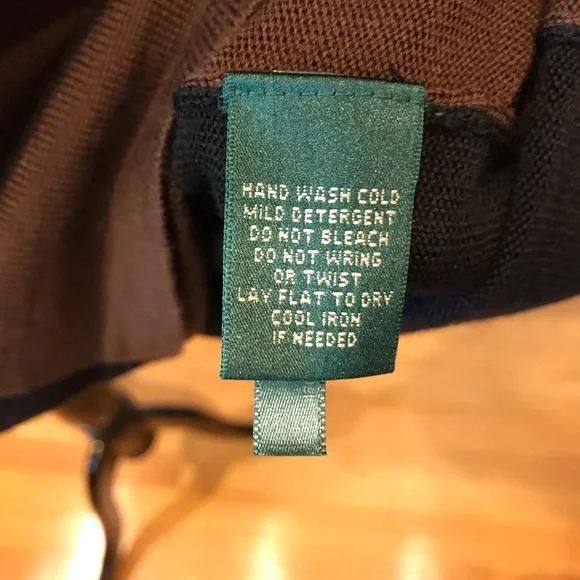 HAND WASH COLD
MILD DETERGENT
DO NOT BLEACH
DO NOT WRING
OR TWIST
LAY FLAT TO DRY
COOL IRON
IF NEEDED